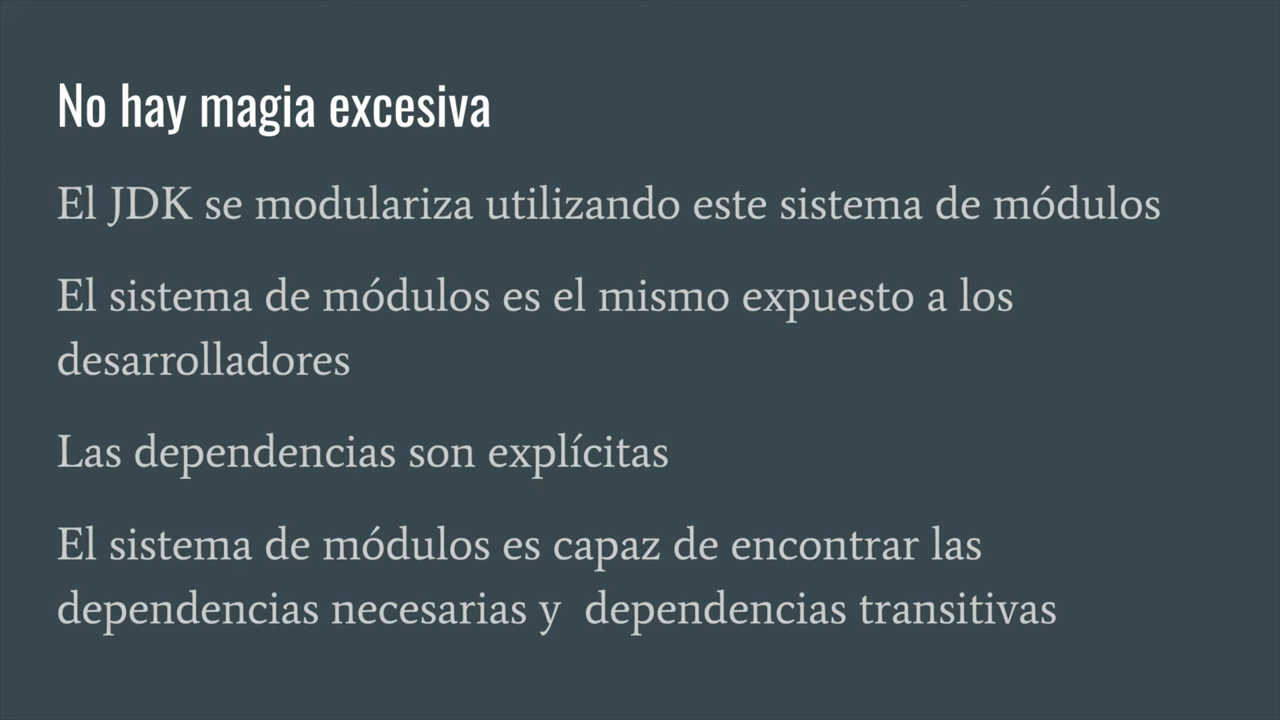 No hay magia excesiva
El JDK se modulariza utilizando este sistema de módulos
El sistema de módulos es el mismo expuesto a los
desarrolladores
Las dependencias son explícitas
El sistema de módulos es capaz de encontrar las
dependencias necesarias y  dependencias transitivas